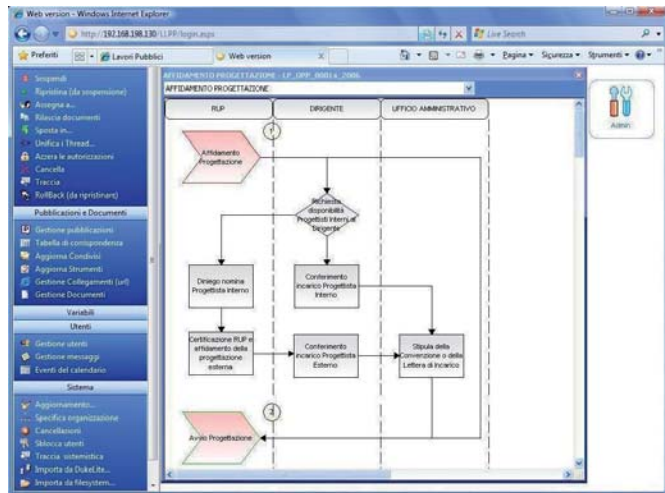 Web version - Windows Internet Explorer
http://192.168.198.130/LLPP/login.aspx
Live Search
Preferiti
Lavori Pubblici
Web version
Pagina
Sicurezza
Strumenti
Sospendi
Ripristina (da sospensione)
Assegna a...
Rilascio documenti
Sposta in...
Unifica i Thread...
Azzera le autorizzazioni
Cancella
Traccia
RollBack (da ripristinare)
Pubblicazioni e Documenti
Gestione pubblicazioni
Tabella di corrispondenza
Aggiorna Condivisi
Aggiorna Strumenti
Gestione Collegamenti (url)
Gestione Documenti
Variabili
Utenti
Gestione utenti
Gestione messaggi
Eventi del calendario
Sistema
Aggiornamento...
Specifica organizzazione
Cancellazioni
Sblocca utenti
Traccia sistemistica
Importa da DokeLite...
Importa da filesystem...
AFFIDAMENTO PROGETTAZIONE - LP_OPP_00014_2006
AFFIDAMENTO PROGETTAZIONE
RUP
DIRIGENTE
UFFICIO AMMINISTRATIVO
1
Affidamento
Progettazione
Richiesta
disponibilità
Progettisti interni al
Dirigente
Diniego nomina
Progettista Interno
Conferimento
incarico Progettista
Interno
Certificazione RUP e
affidamento della
progettazione
esterna
Conferimento
incarico Progettista
Esterno
Stipula della
Convenzione o della
Lettera di Incarico
2
Avvio Progettazione
Admin